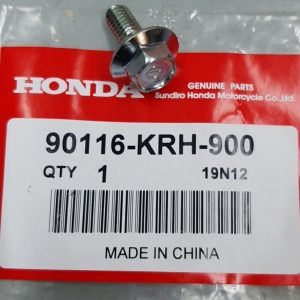 HONDA
GENUINE PARTS
Sundiro Honda Motorcycle Co., Ltd.
90116-KRH-900
QTY 1 19N12
MADE IN CHINA